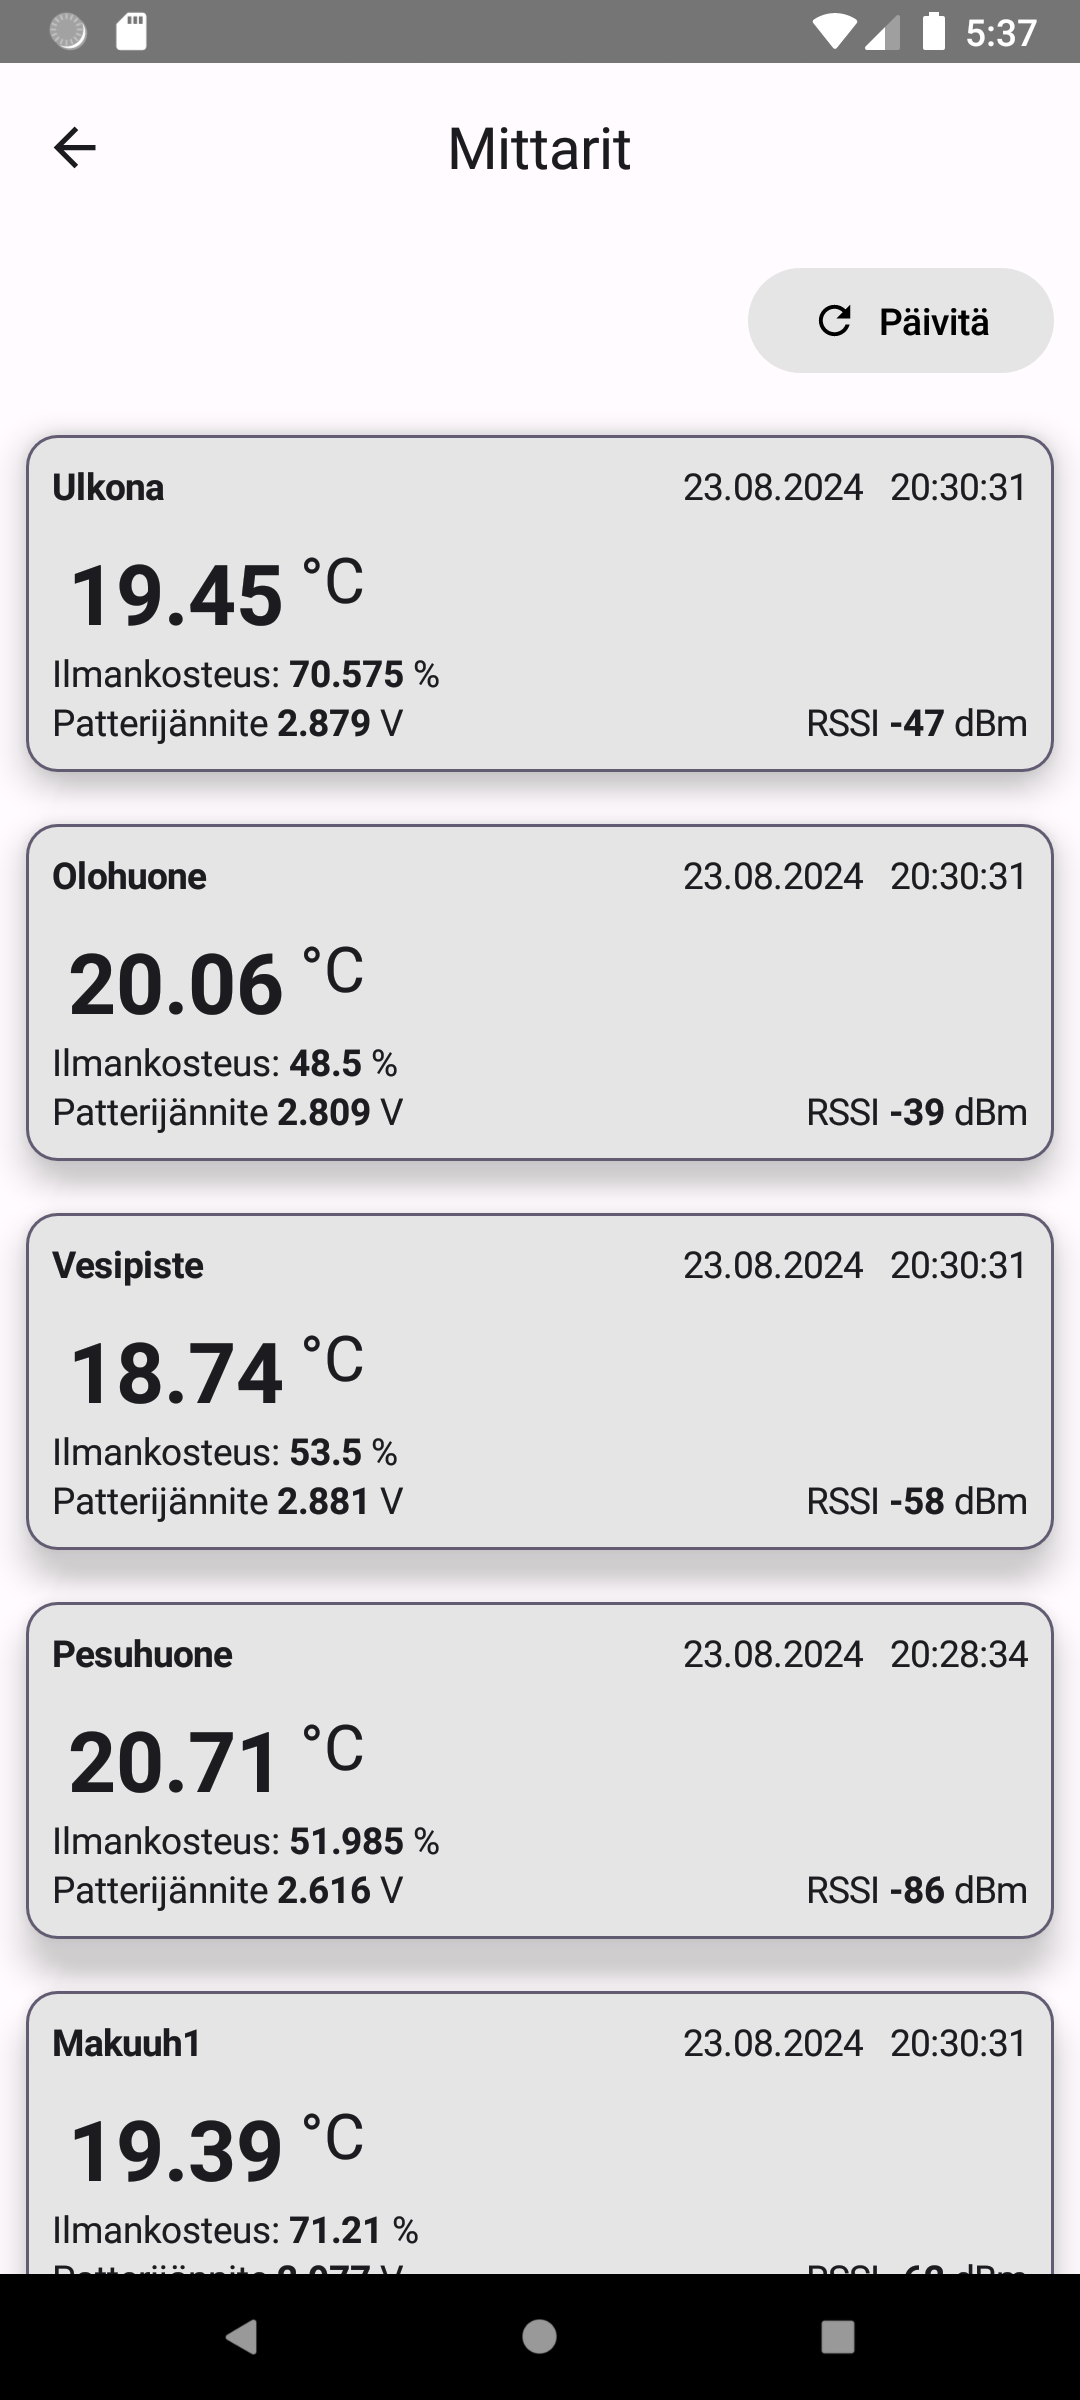 5:37
Mittarit
Päivitä
Ulkona 23.08.2024 20:30:31
19.45 °C
Ilmankosteus: 70.575 %
Patterijännite 2.879 V RSSI -47 dBm
Olohuone 23.08.2024 20:30:31
20.06 °C
Ilmankosteus: 48.5 %
Patterijännite 2.809 V RSSI -39 dBm
Vesipiste 23.08.2024 20:30:31
18.74 °C
Ilmankosteus: 53.5 %
Patterijännite 2.881 V RSSI -58 dBm
Pesuhuone 23.08.2024 20:28:34
20.71 °C
Ilmankosteus: 51.985 %
Patterijännite 2.616 V RSSI -86 dBm
Makuuh1 23.08.2024 20:30:31
19.39 °C
Ilmankosteus: 71.21 %
Patterijännite V RSSI dBm